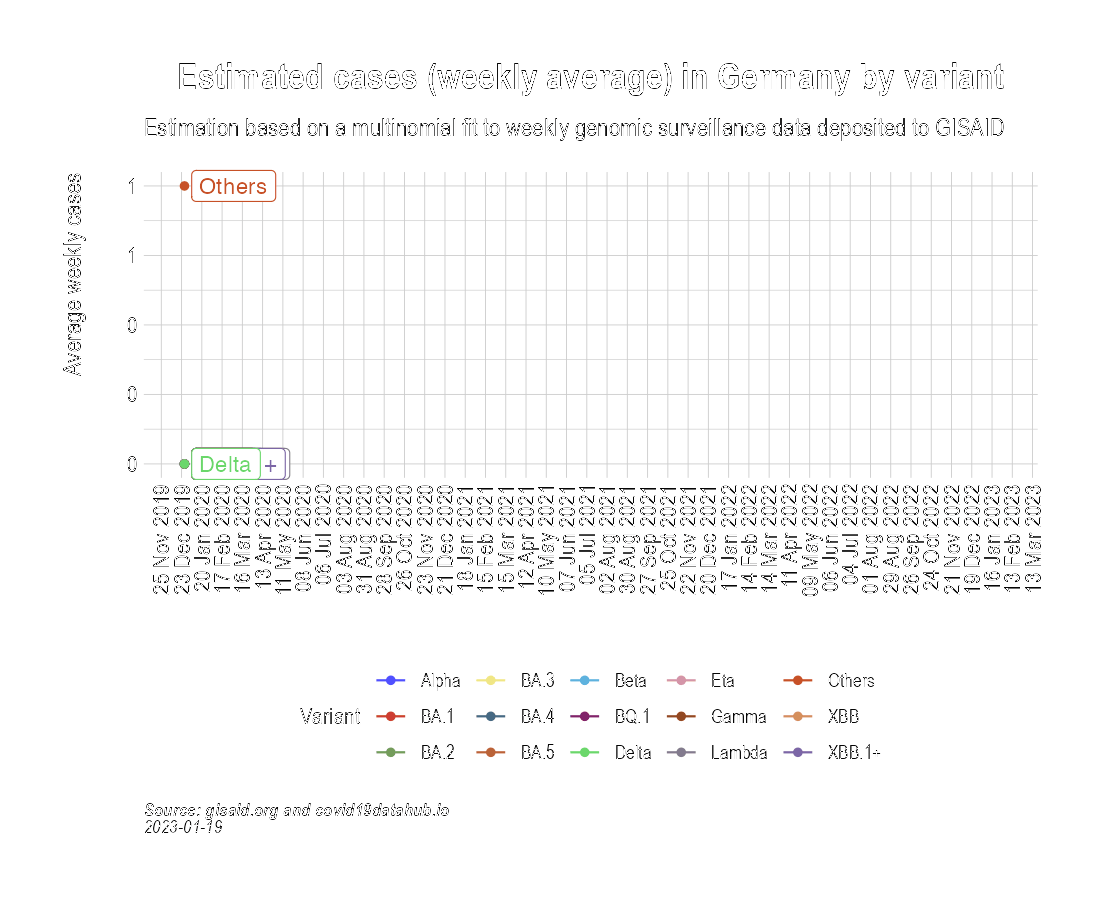 Estimated cases (weekly average) in Germany by variant
Estimation based on a multinomial fit to weekly genomic surveillance data deposited to GISAID
Average weekly cases
1
1
0
0
0
Others
Delta
+
25 Nov 2019
23 Dec 2019
20 Jan 2020
17 Feb 2020
16 Mar 2020
13 Apr 2020
11 May 2020
08 Jun 2020
06 Jul 2020
03 Aug 2020
31 Aug 2020
28 Sep 2020
26 Oct 2020
23 Nov 2020
21 Dec 2020
18 Jan 2021
15 Feb 2021
15 Mar 2021
12 Apr 2021
10 May 2021
07 Jun 2021
05 Jul 2021
02 Aug 2021
30 Aug 2021
27 Sep 2021
25 Oct 2021
22 Nov 2021
20 Dec 2021
17 Jan 2022
14 Feb 2022
14 Mar 2022
11 Apr 2022
09 May 2022
06 Jun 2022
04 Jul 2022
01 Aug 2022
29 Aug 2022
26 Sep 2022
24 Oct 2022
21 Nov 2022
19 Dec 2022
16 Jan 2023
13 Feb 2023
13 Mar 2023
Alpha BA.3 Beta Eta Others
Variant BA.1 BA.4 BQ.1 Gamma XBB
BA.2 BA.5 Delta Lambda XBB.1+
Source: gisaid.org and covid19datahub.io
2023-01-19